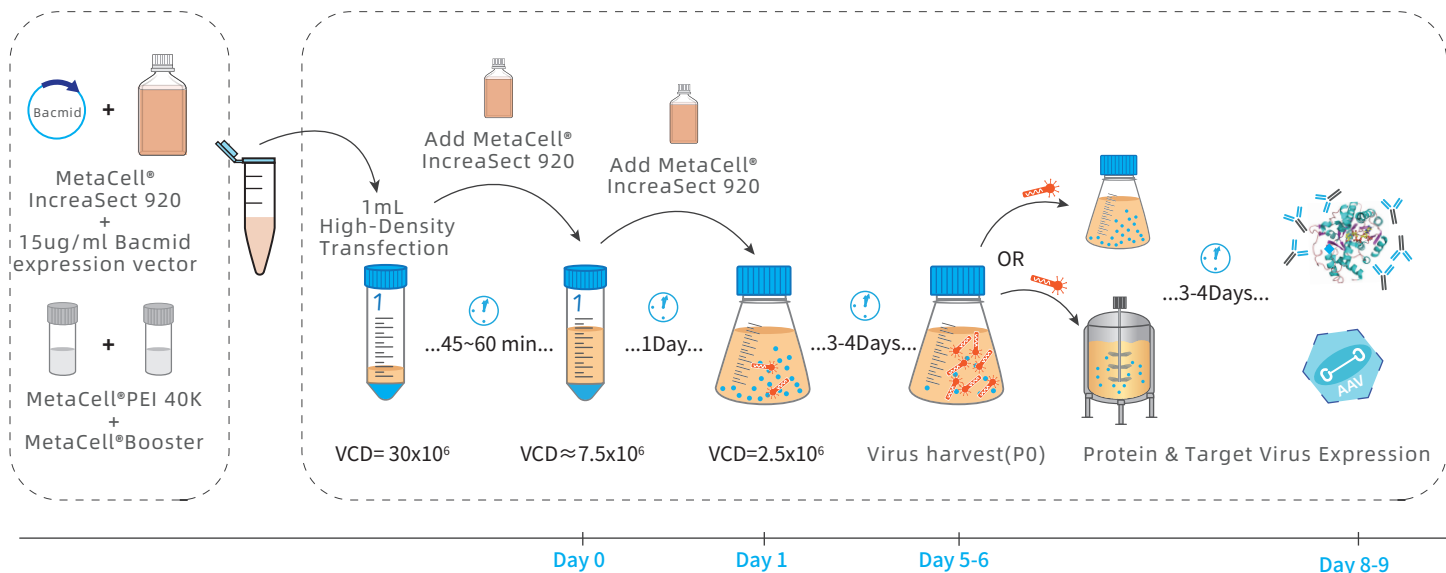 Bacmid
+
MetaCell®
IncreaSect 920
+
15ug/ml Bacmid
expression vector
+
MetaCell®PEI 40K
+
MetaCell®Booster
1mL
High-Density
Transfection
1
VCD= 30x10⁶
...45~60 min...
Add MetaCell®
IncreaSect 920
1
VCD≈7.5x10⁶
...1Day...
Add MetaCell®
IncreaSect 920
VCD=2.5x10⁶
...3-4Days...
Virus harvest(P0)
OR
...3-4Days...
AAV
Protein & Target Virus Expression
Day 0
Day 1
Day 5-6
Day 8-9